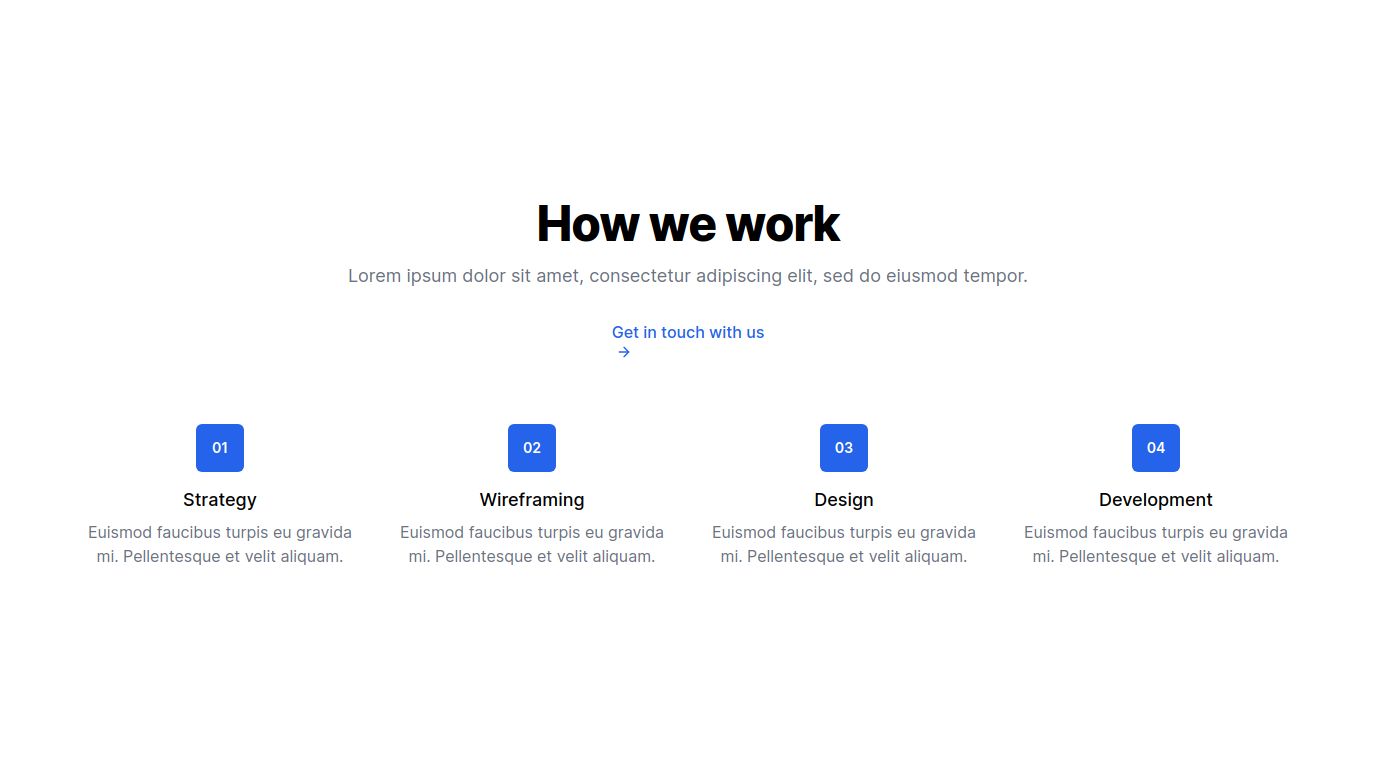 How we work
Lorem ipsum dolor sit amet, consectetur adipiscing elit, sed do eiusmod tempor.
Get in touch with us
→
01
Strategy
Euismod faucibus turpis eu gravida
mi. Pellentesque et velit aliquam.
02
Wireframing
Euismod faucibus turpis eu gravida
mi. Pellentesque et velit aliquam.
03
Design
Euismod faucibus turpis eu gravida
mi. Pellentesque et velit aliquam.
04
Development
Euismod faucibus turpis eu gravida
mi. Pellentesque et velit aliquam.